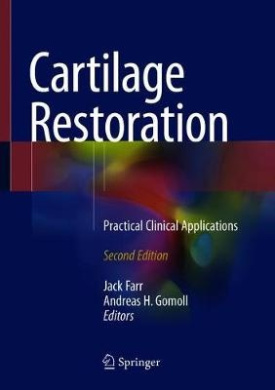 Cartilage
Restoration
Practical Clinical Applications
Second Edition
Jack Farr
Andreas H. Gomoll
Editors
Springer